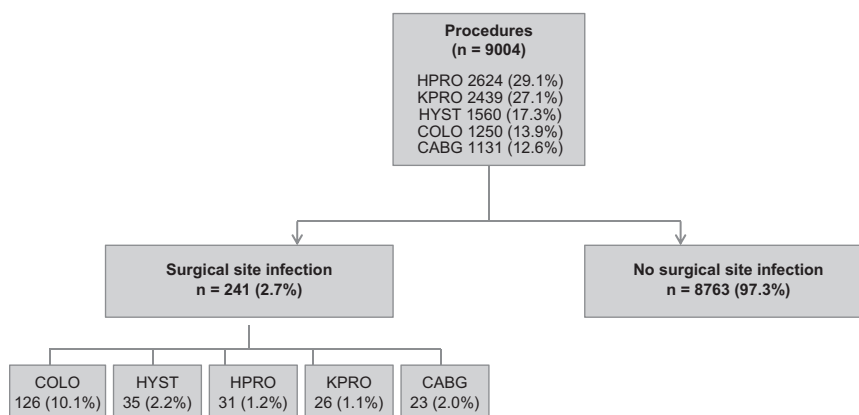 Procedures
(n = 9004)
HPRO 2624 (29.1%)
KPRO 2439 (27.1%)
HYST 1560 (17.3%)
COLO 1250 (13.9%)
CABG 1131 (12.6%)
Surgical site infection
n = 241 (2.7%)
No surgical site infection
n = 8763 (97.3%)
COLO
126 (10.1%)
HYST
35 (2.2%)
HPRO
31 (1.2%)
KPRO
26 (1.1%)
CABG
23 (2.0%)